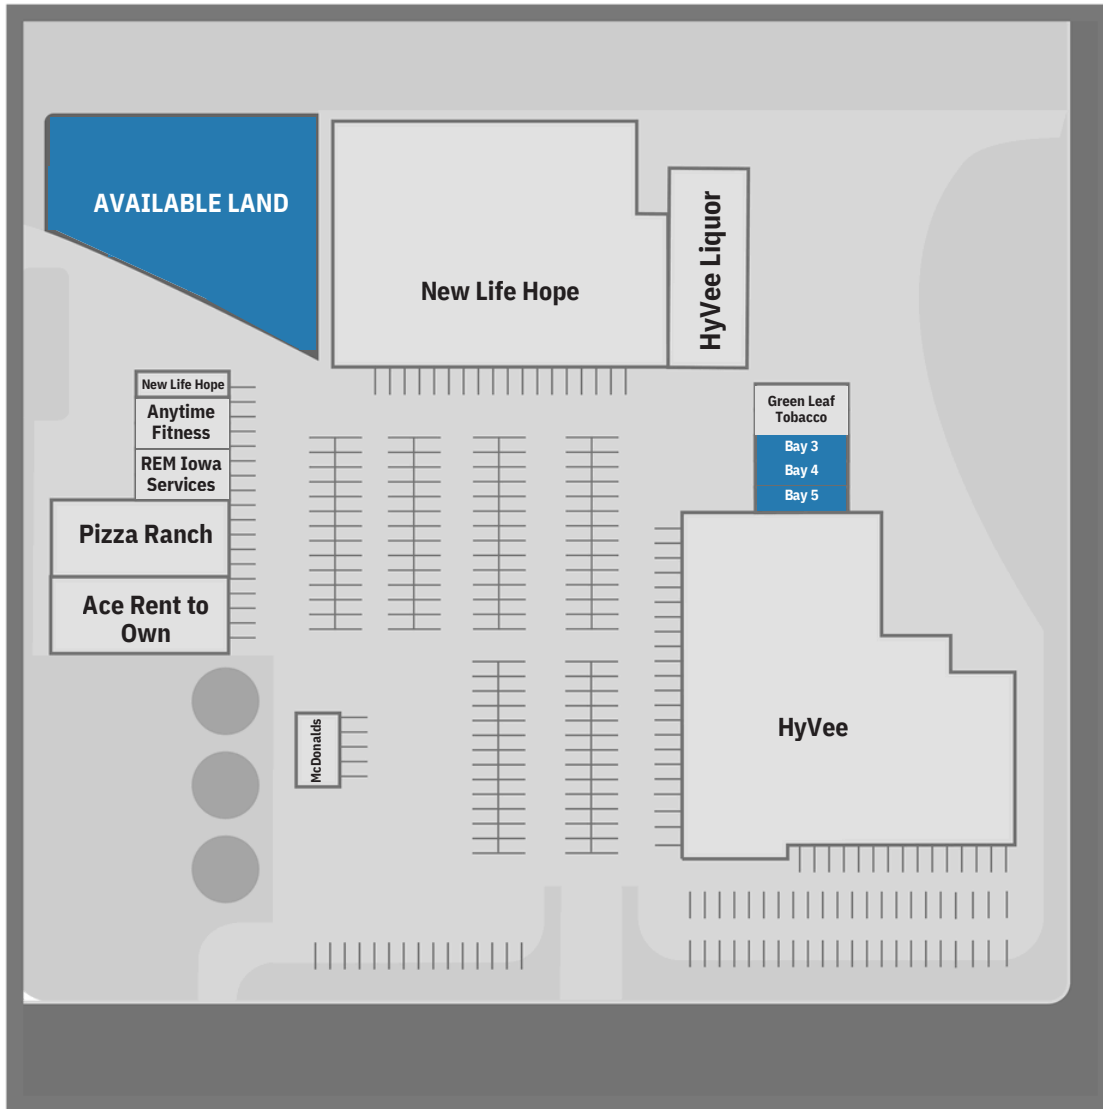 AVAILABLE LAND
New Life Hope
HyVee Liquor
New Life Hope
Anytime
Fitness
REM Iowa
Services
Pizza Ranch
Ace Rent to
Own
Green Leaf
Tobacco
Bay 3
Bay 4
Bay 5
McDonalds
HyVee